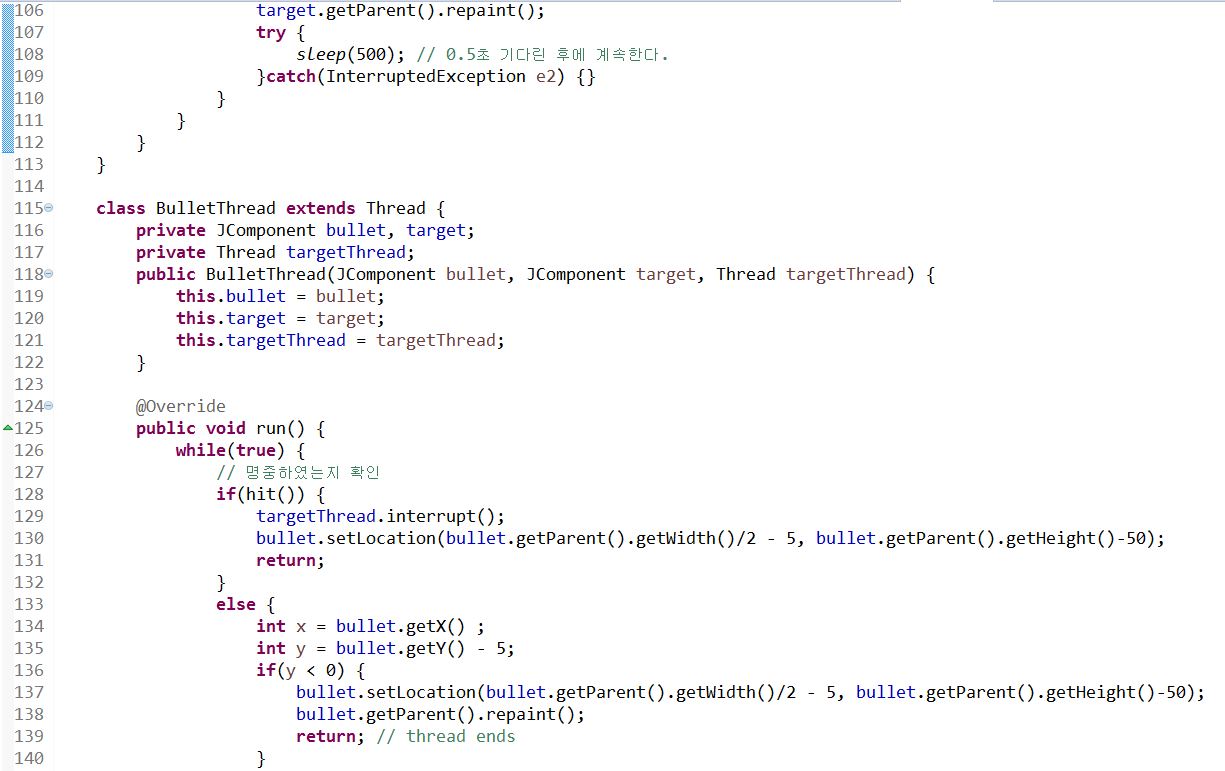 106 target.getParent().repaint();
107 try {
108 sleep(500); // 0.5초 기다린 후에 계속한다.
109 }catch(InterruptedException e2) {}
110 }
111 }
112 }
113 }
114
115 class BulletThread extends Thread {
116 private JComponent bullet, target;
117 private Thread targetThread;
118 public BulletThread(JComponent bullet, JComponent target, Thread targetThread) {
119 this.bullet = bullet;
120 this.target = target;
121 this.targetThread = targetThread;
122 }
123
124 @Override
125 public void run() {
126 while(true) {
127 // 명중하였는지 확인
128 if(hit()) {
129 targetThread.interrupt();
130 bullet.setLocation(bullet.getParent().getWidth()/2 - 5, bullet.getParent().getHeight()-50);
131 return;
132 }
133 else {
134 int x = bullet.getX() ;
135 int y = bullet.getY() - 5;
136 if(y < 0) {
137 bullet.setLocation(bullet.getParent().getWidth()/2 - 5, bullet.getParent().getHeight()-50);
138 bullet.getParent().repaint();
139 return; // thread ends
140 }